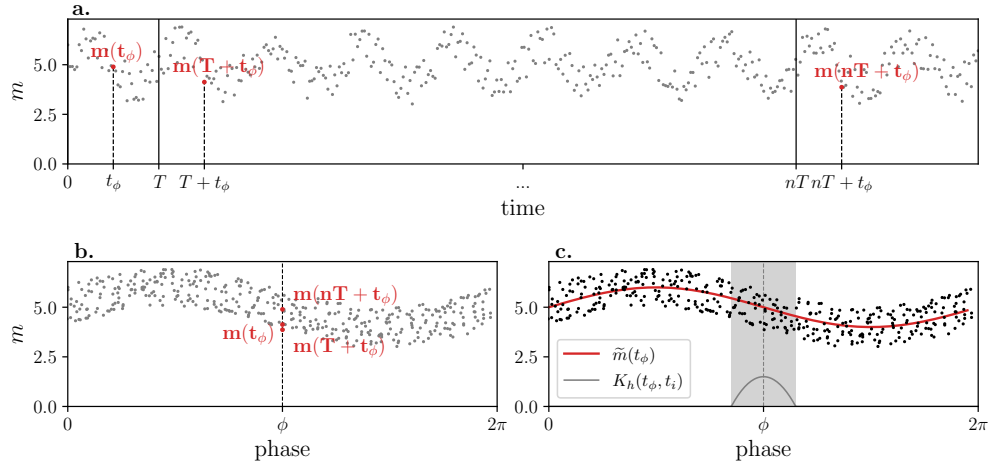 a.
m(t_ϕ)
m(T + t_ϕ)
m(nT + t_ϕ)
m
5.0
2.5
0.0
0 t_ϕ T T + t_ϕ ... nT nT + t_ϕ
time
b.
m(nT + t_ϕ)
m(t_ϕ)
m(T + t_ϕ)
m
5.0
2.5
0.0
0 ϕ 2π
phase
c.
5.0
2.5
0.0
m̃(t_ϕ)
K_h(t_ϕ, t_i)
0 ϕ 2π
phase